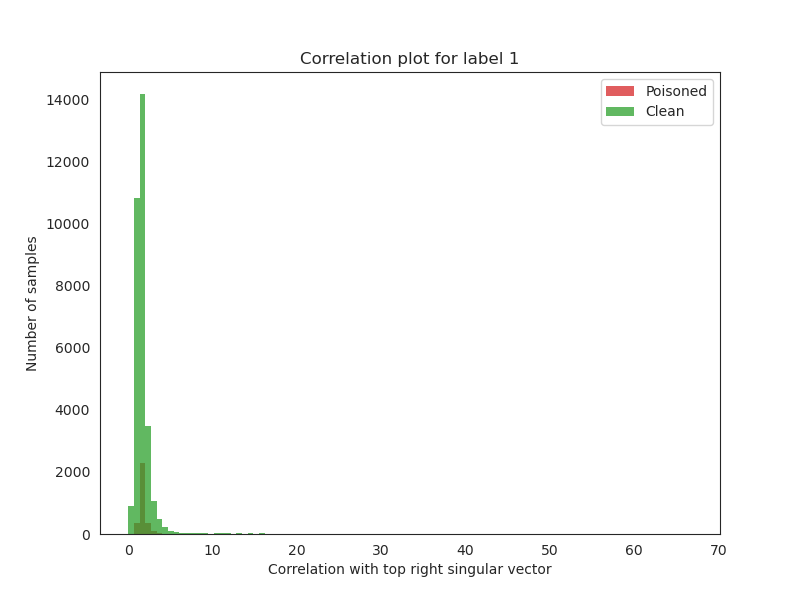 Correlation plot for label 1
Poisoned
Clean
14000
12000
10000
8000
6000
4000
2000
0
Number of samples
0 10 20 30 40 50 60 70
Correlation with top right singular vector